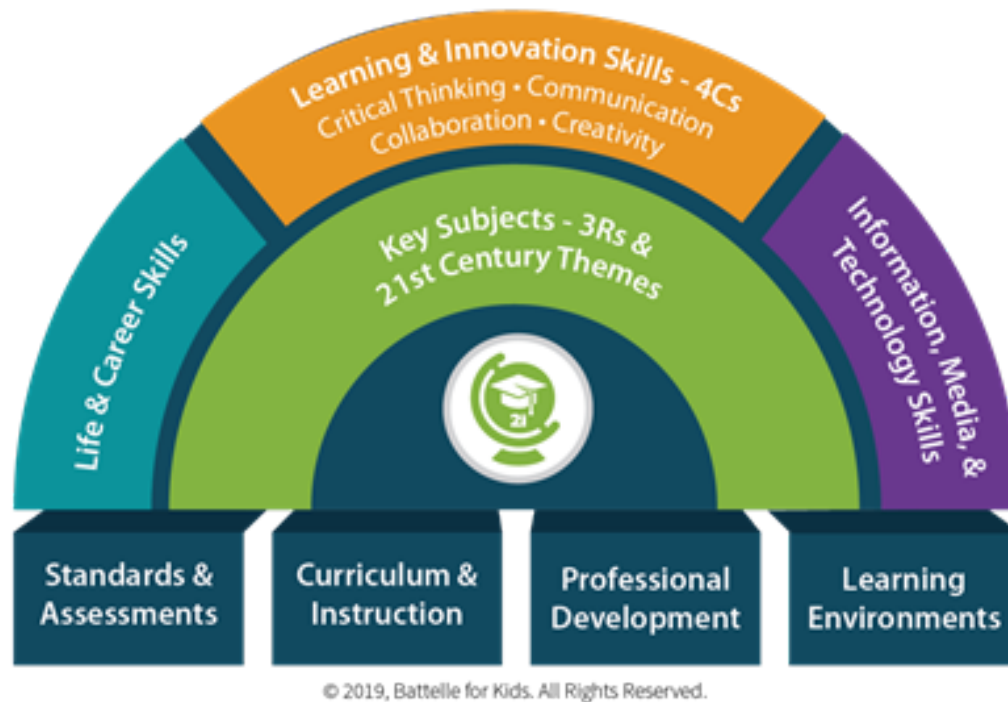 Learning & Innovation Skills - 4Cs
Critical Thinking • Communication
Collaboration • Creativity
Life & Career Skills
Key Subjects - 3Rs &
21st Century Themes
Information, Media, &
Technology Skills
21
Standards &
Assessments
Curriculum &
Instruction
Professional
Development
Learning
Environments
© 2019, Battelle for Kids. All Rights Reserved.